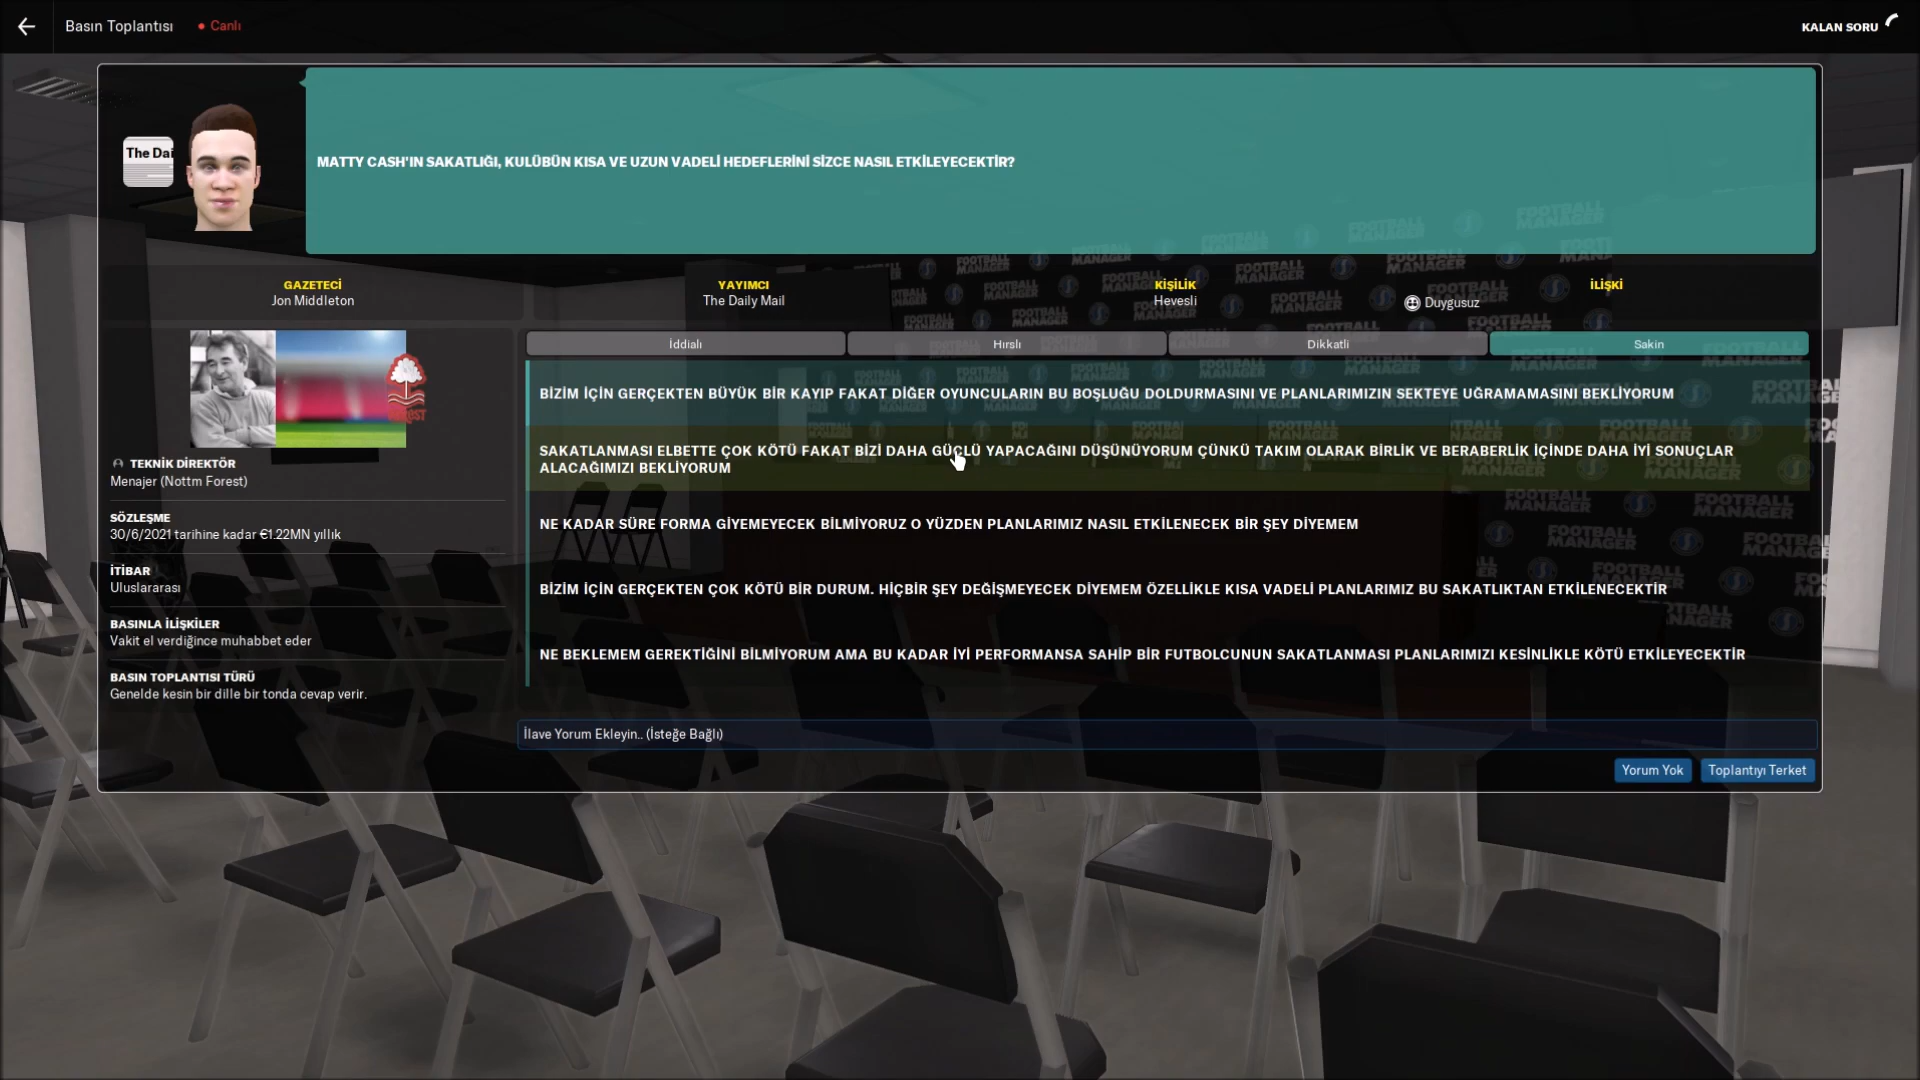 Basın Toplantısı
Canlı
KALAN SORU
The Dai
MATTY CASH'IN SAKATLIĞI, KULÜBÜN KISA VE UZUN VADELİ HEDEFLERİNİ SİZCE NASIL ETKİLEYECEKTİR?
GAZETECİ
Jon Middleton
YAYIMCI
The Daily Mail
KİŞİLİK
Hevesli
İLİŞKİ
Duygusuz
İddialı
Hırslı
Dikkatli
Sakin
BİZİM İÇİN GERÇEKTEN BÜYÜK BİR KAYIP FAKAT DİĞER OYUNCULARIN BU BOŞLUĞU DOLDURMASINI VE PLANLARIMIZIN SEKTEYE UĞRAMAMASINI BEKLİYORUM
SAKATLANMASI ELBETTE ÇOK KÖTÜ FAKAT BİZİ DAHA GÜÇLÜ YAPACAĞINI DÜŞÜNÜYORUM ÇÜNKÜ TAKIM OLARAK BİRLİK VE BERABERLİK İÇİNDE DAHA İYİ SONUÇLAR
ALACAĞIMIZI BEKLİYORUM
NE KADAR SÜRE FORMA GİYEMEYECEK BİLMİYORUZ O YÜZDEN PLANLARIMIZ NASIL ETKİLENECEK BİR ŞEY DİYEMEM
BİZİM İÇİN GERÇEKTEN ÇOK KÖTÜ BİR DURUM. HİÇBİR ŞEY DEĞİŞMEYECEK DİYEMEM ÖZELLİKLE KISA VADELİ PLANLARIMIZ BU SAKATLIKTAN ETKİLENECEKTİR
NE BEKLEMEM GEREKTİĞİNİ BİLMİYORUM AMA BU KADAR İYİ PERFORMANSA SAHİP BİR FUTBOLCUNUN SAKATLANMASI PLANLARIMIZI KESİNLİKLE KÖTÜ ETKİLEYECEKTİR
TEKNİK DİREKTÖR
Menajer (Nottm Forest)
SÖZLEŞME
30/6/2021 tarihine kadar €1.22MN yıllık
İTİBAR
Uluslararası
BASINLA İLİŞKİLER
Vakit el verdiğince muhabbet eder
BASIN TOPLANTISI TÜRÜ
Genelde kesin bir dille bir tonda cevap verir.
İlave Yorum Ekleyin.. (İsteğe Bağlı)
Yorum Yok
Toplantıyı Terket
FOOTBALL MANAGER